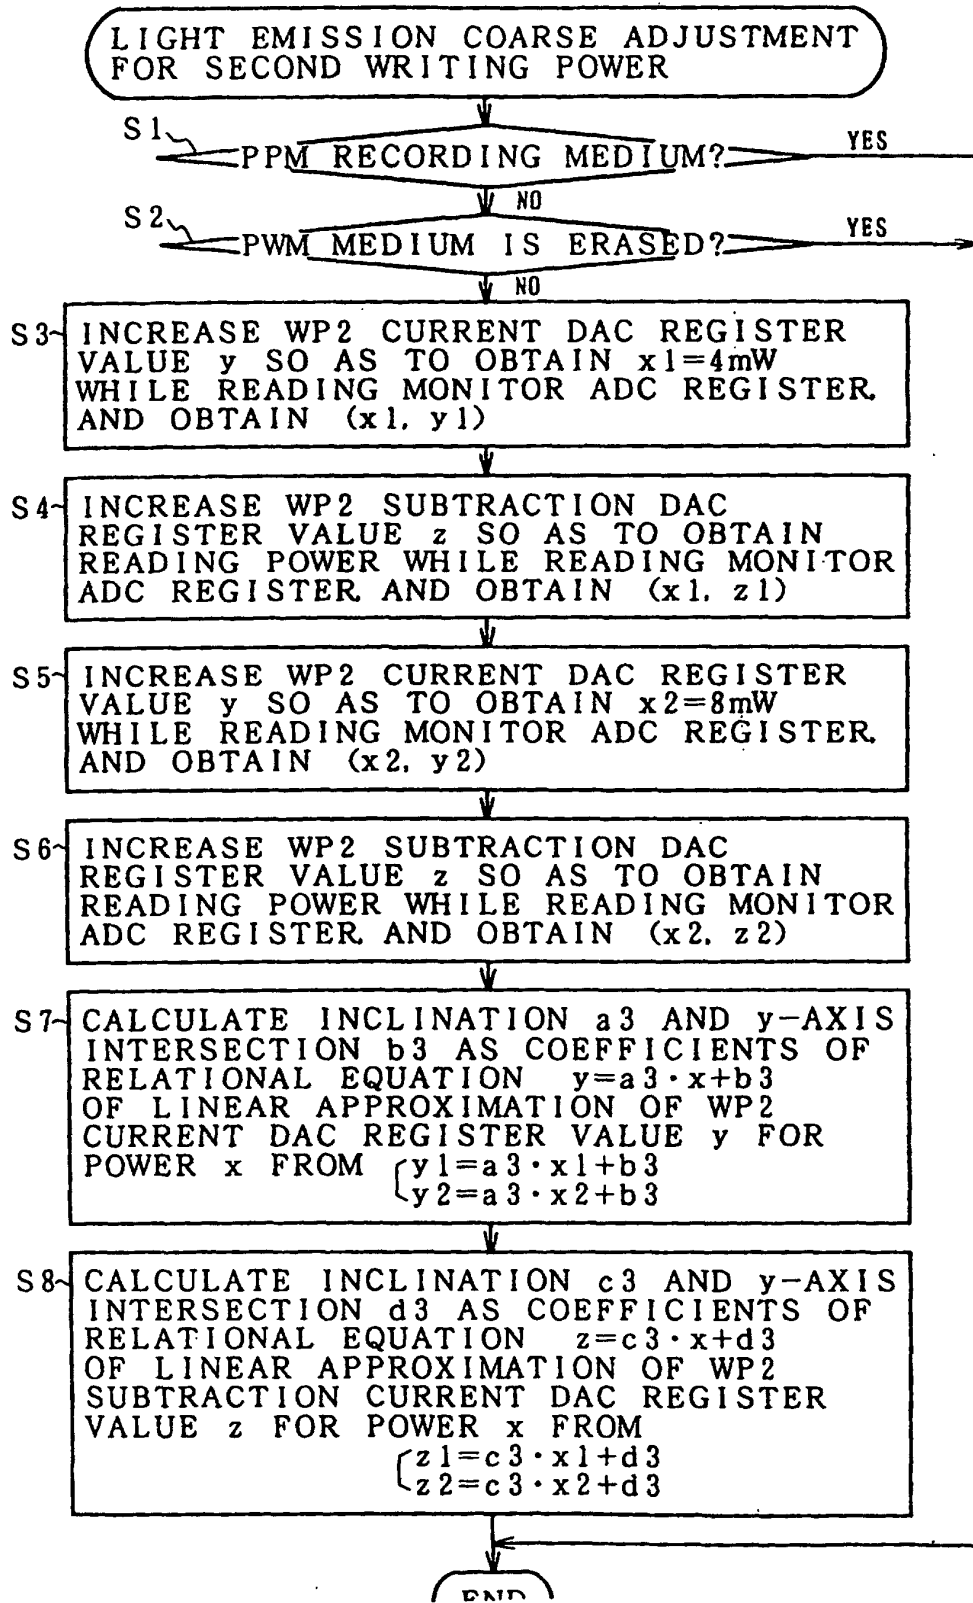 LIGHT EMISSION COARSE ADJUSTMENT
FOR SECOND WRITING POWER
S1
PPM RECORDING MEDIUM?
YES
NO
S2
PWM MEDIUM IS ERASED?
YES
NO
S3
INCREASE WP2 CURRENT DAC REGISTER
VALUE y SO AS TO OBTAIN x1=4mW
WHILE READING MONITOR ADC REGISTER,
AND OBTAIN (x1, y1)
S4
INCREASE WP2 SUBTRACTION DAC
REGISTER VALUE z SO AS TO OBTAIN
READING POWER WHILE READING MONITOR
ADC REGISTER, AND OBTAIN (x1, z1)
S5
INCREASE WP2 CURRENT DAC REGISTER
VALUE y SO AS TO OBTAIN x2=8mW
WHILE READING MONITOR ADC REGISTER,
AND OBTAIN (x2, y2)
S6
INCREASE WP2 SUBTRACTION DAC
REGISTER VALUE z SO AS TO OBTAIN
READING POWER WHILE READING MONITOR
ADC REGISTER, AND OBTAIN (x2, z2)
S7
CALCULATE INCLINATION a3 AND y-AXIS
INTERSECTION b3 AS COEFFICIENTS OF
RELATIONAL EQUATION y=a3·x+b3
OF LINEAR APPROXIMATION OF WP2
CURRENT DAC REGISTER VALUE y FOR
POWER x FROM { y1=a3·x1+b3
y2=a3·x2+b3
S8
CALCULATE INCLINATION c3 AND y-AXIS
INTERSECTION d3 AS COEFFICIENTS OF
RELATIONAL EQUATION z=c3·x+d3
OF LINEAR APPROXIMATION OF WP2
SUBTRACTION CURRENT DAC REGISTER
VALUE z FOR POWER x FROM
{ z1=c3·x1+d3
z2=c3·x2+d3
END